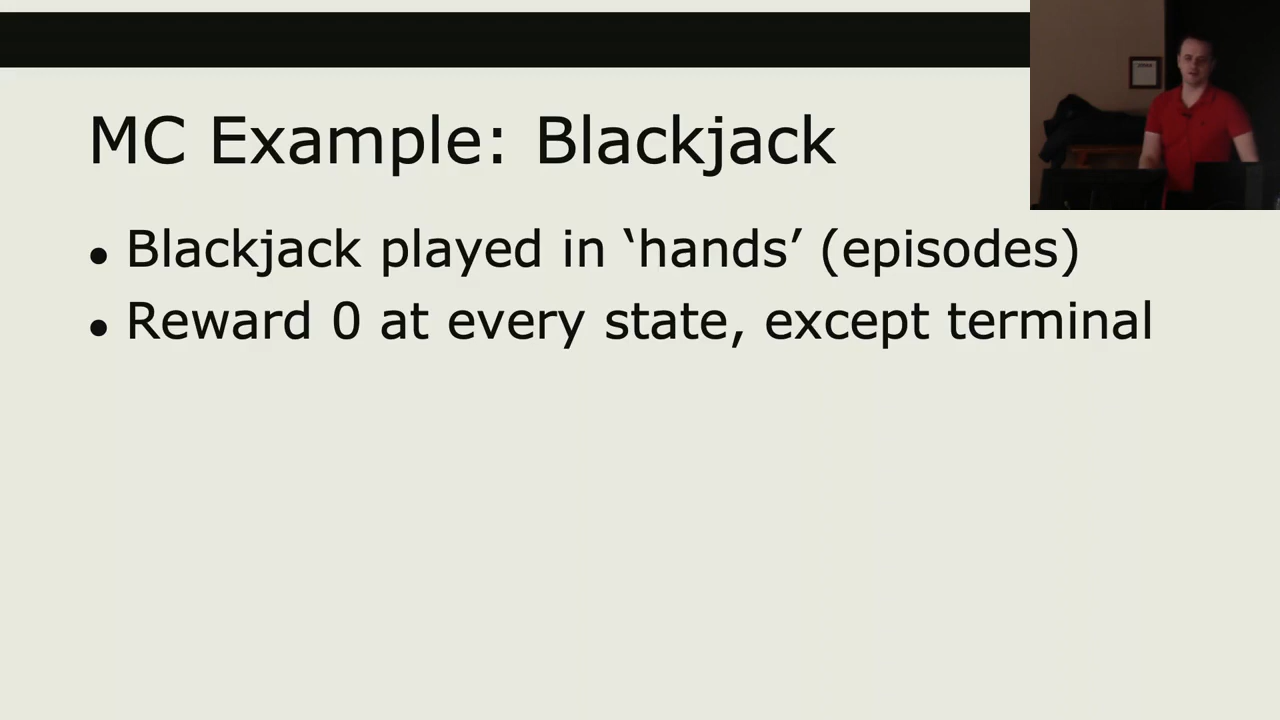 MC Example: Blackjack
• Blackjack played in ‘hands’ (episodes)
• Reward 0 at every state, except terminal